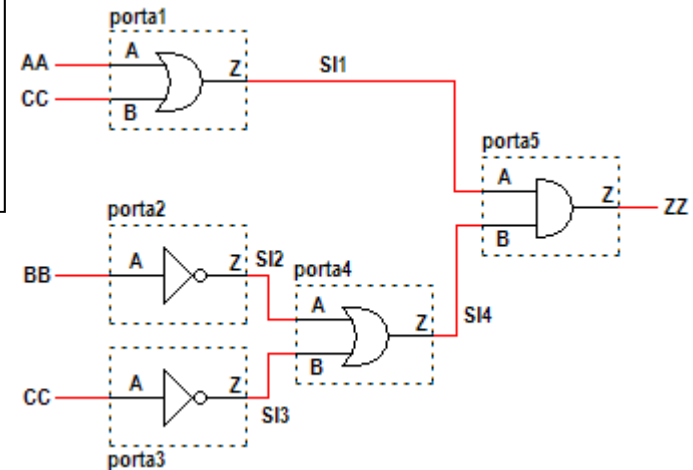 porta1
AA
A
Z
SI1
CC
B
porta5
A
Z
ZZ
B
porta2
BB
A
Z
SI2
porta4
A
Z
SI4
B
CC
A
Z
SI3
porta3